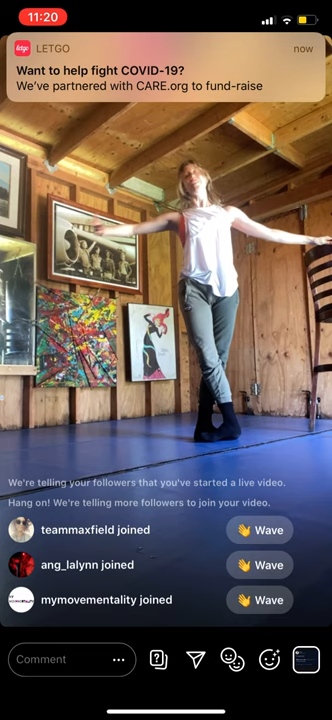 11:20
letgo LETGO now
Want to help fight COVID-19?
We've partnered with CARE.org to fund-raise
We're telling your followers that you've started a live video.
Hang on! We're telling more followers to join your video.
teammaxfield joined 👋 Wave
ang_lalynn joined 👋 Wave
mymovementality joined 👋 Wave
Comment